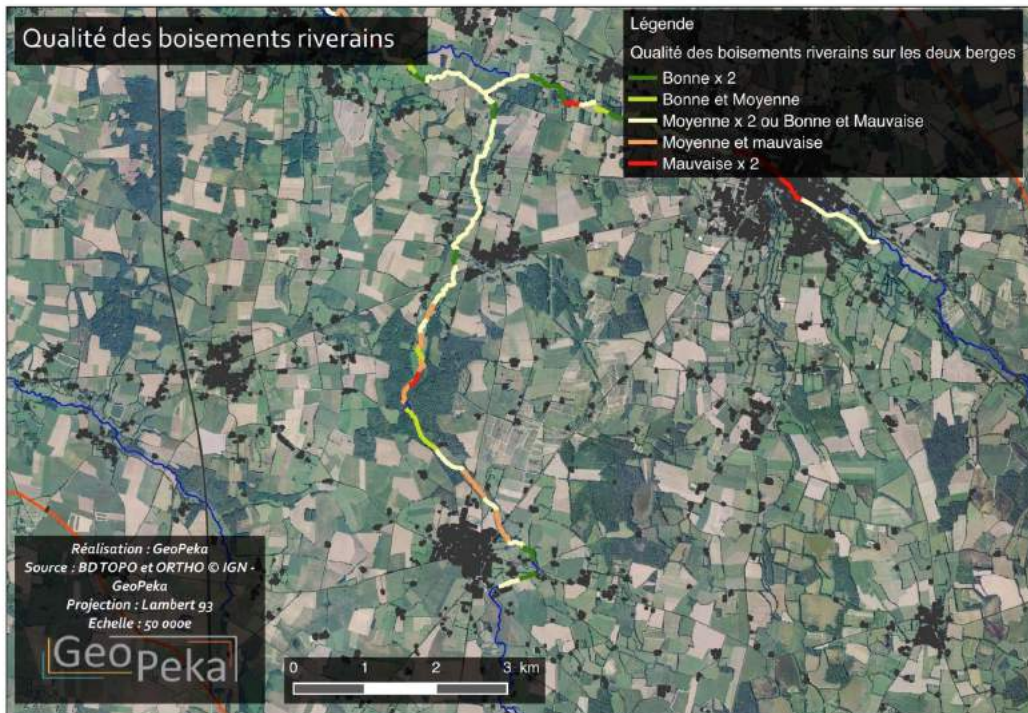 Qualité des boisements riverains
Légende
Qualité des boisements riverains sur les deux berges
Bonne x 2
Bonne et Moyenne
Moyenne x 2 ou Bonne et Mauvaise
Moyenne et mauvaise
Mauvaise x 2
Réalisation : GeoPeka
Source : BD TOPO et ORTHO © IGN -
GeoPeka
Projection : Lambert 93
Echelle : 50 000e
GeoPeka
0 1 2 3 km